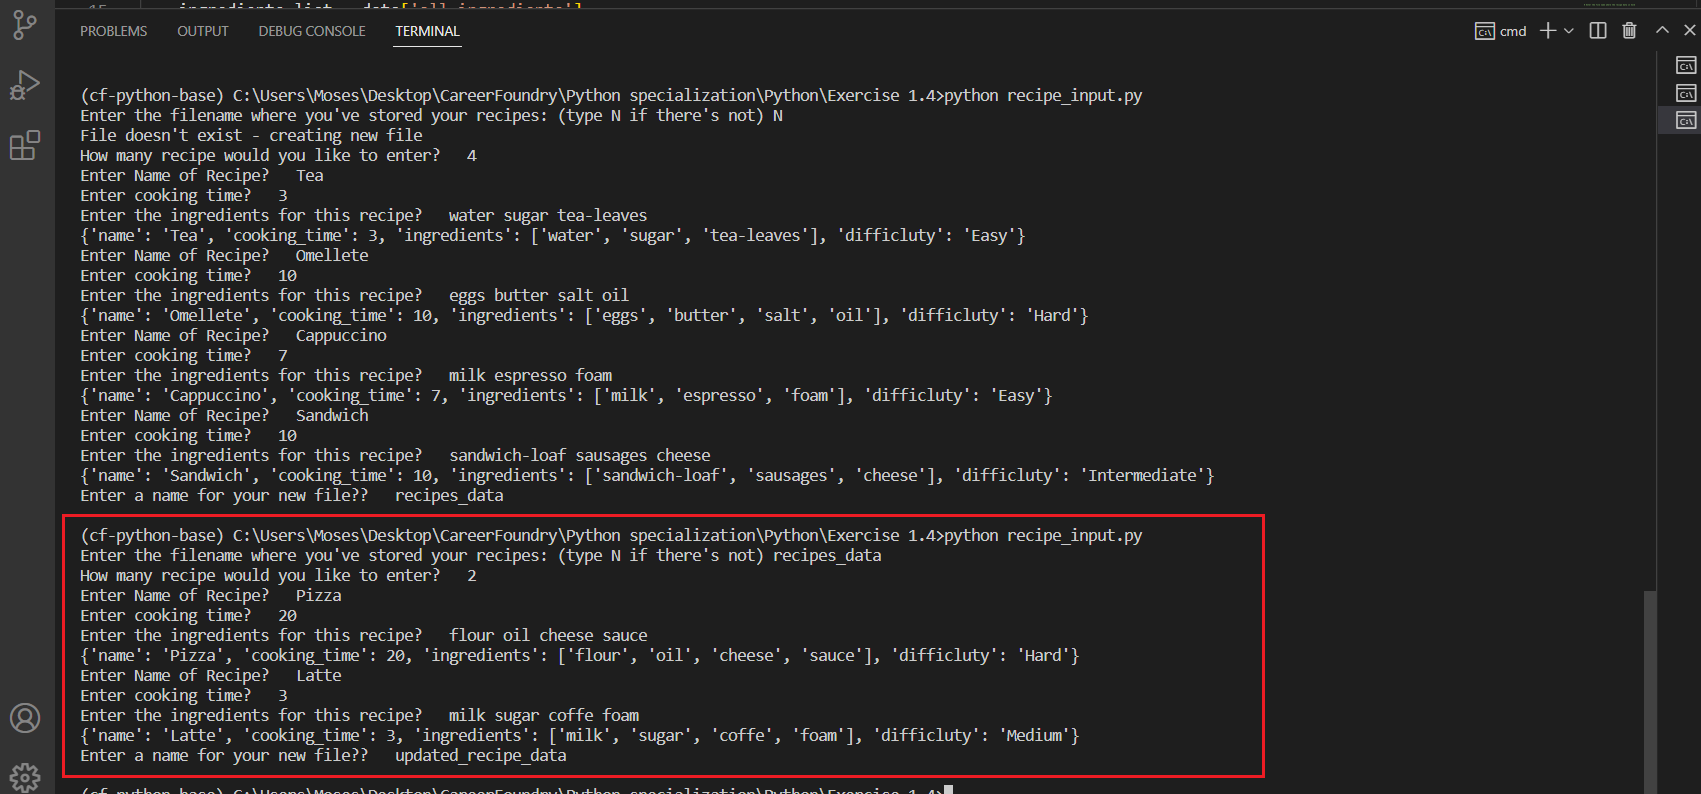 15 ingredients_list = data['all_ingredients']
PROBLEMS OUTPUT DEBUG CONSOLE TERMINAL cmd
(cf-python-base) C:\Users\Moses\Desktop\CareerFoundry\Python specialization\Python\Exercise 1.4>python recipe_input.py
Enter the filename where you've stored your recipes: (type N if there's not) N
File doesn't exist - creating new file
How many recipe would you like to enter?   4
Enter Name of Recipe?   Tea
Enter cooking time?   3
Enter the ingredients for this recipe?   water sugar tea-leaves
{'name': 'Tea', 'cooking_time': 3, 'ingredients': ['water', 'sugar', 'tea-leaves'], 'difficluty': 'Easy'}
Enter Name of Recipe?   Omellete
Enter cooking time?   10
Enter the ingredients for this recipe?   eggs butter salt oil
{'name': 'Omellete', 'cooking_time': 10, 'ingredients': ['eggs', 'butter', 'salt', 'oil'], 'difficluty': 'Hard'}
Enter Name of Recipe?   Cappuccino
Enter cooking time?   7
Enter the ingredients for this recipe?   milk espresso foam
{'name': 'Cappuccino', 'cooking_time': 7, 'ingredients': ['milk', 'espresso', 'foam'], 'difficluty': 'Easy'}
Enter Name of Recipe?   Sandwich
Enter cooking time?   10
Enter the ingredients for this recipe?   sandwich-loaf sausages cheese
{'name': 'Sandwich', 'cooking_time': 10, 'ingredients': ['sandwich-loaf', 'sausages', 'cheese'], 'difficluty': 'Intermediate'}
Enter a name for your new file??   recipes_data
(cf-python-base) C:\Users\Moses\Desktop\CareerFoundry\Python specialization\Python\Exercise 1.4>python recipe_input.py
Enter the filename where you've stored your recipes: (type N if there's not) recipes_data
How many recipe would you like to enter?   2
Enter Name of Recipe?   Pizza
Enter cooking time?   20
Enter the ingredients for this recipe?   flour oil cheese sauce
{'name': 'Pizza', 'cooking_time': 20, 'ingredients': ['flour', 'oil', 'cheese', 'sauce'], 'difficluty': 'Hard'}
Enter Name of Recipe?   Latte
Enter cooking time?   3
Enter the ingredients for this recipe?   milk sugar coffe foam
{'name': 'Latte', 'cooking_time': 3, 'ingredients': ['milk', 'sugar', 'coffe', 'foam'], 'difficluty': 'Medium'}
Enter a name for your new file??   updated_recipe_data
(cf-python-base) C:\Users\Moses\Desktop\CareerFoundry\Python specialization\Python\Exercise 1.4>